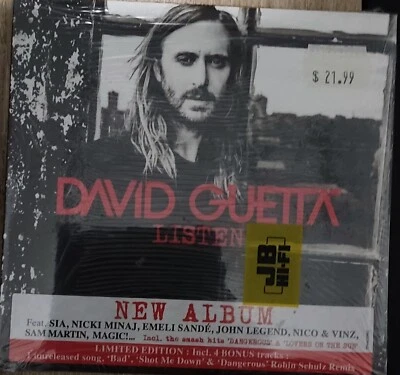 $ 21.99
DAVID GUETTA
LISTEN
JB
HI-FI
NEW ALBUM
Feat. SIA, NICKI MINAJ, EMELI SANDÉ, JOHN LEGEND, NICO & VINZ,
SAM MARTIN, MAGIC!... Incl. the smash hits 'DANGEROUS' & 'LOVERS ON THE SUN'
LIMITED EDITION : Incl. 4 BONUS tracks :
1 unreleased song, 'Bad', 'Shot Me Down' & 'Dangerous' Robin Schulz Remix